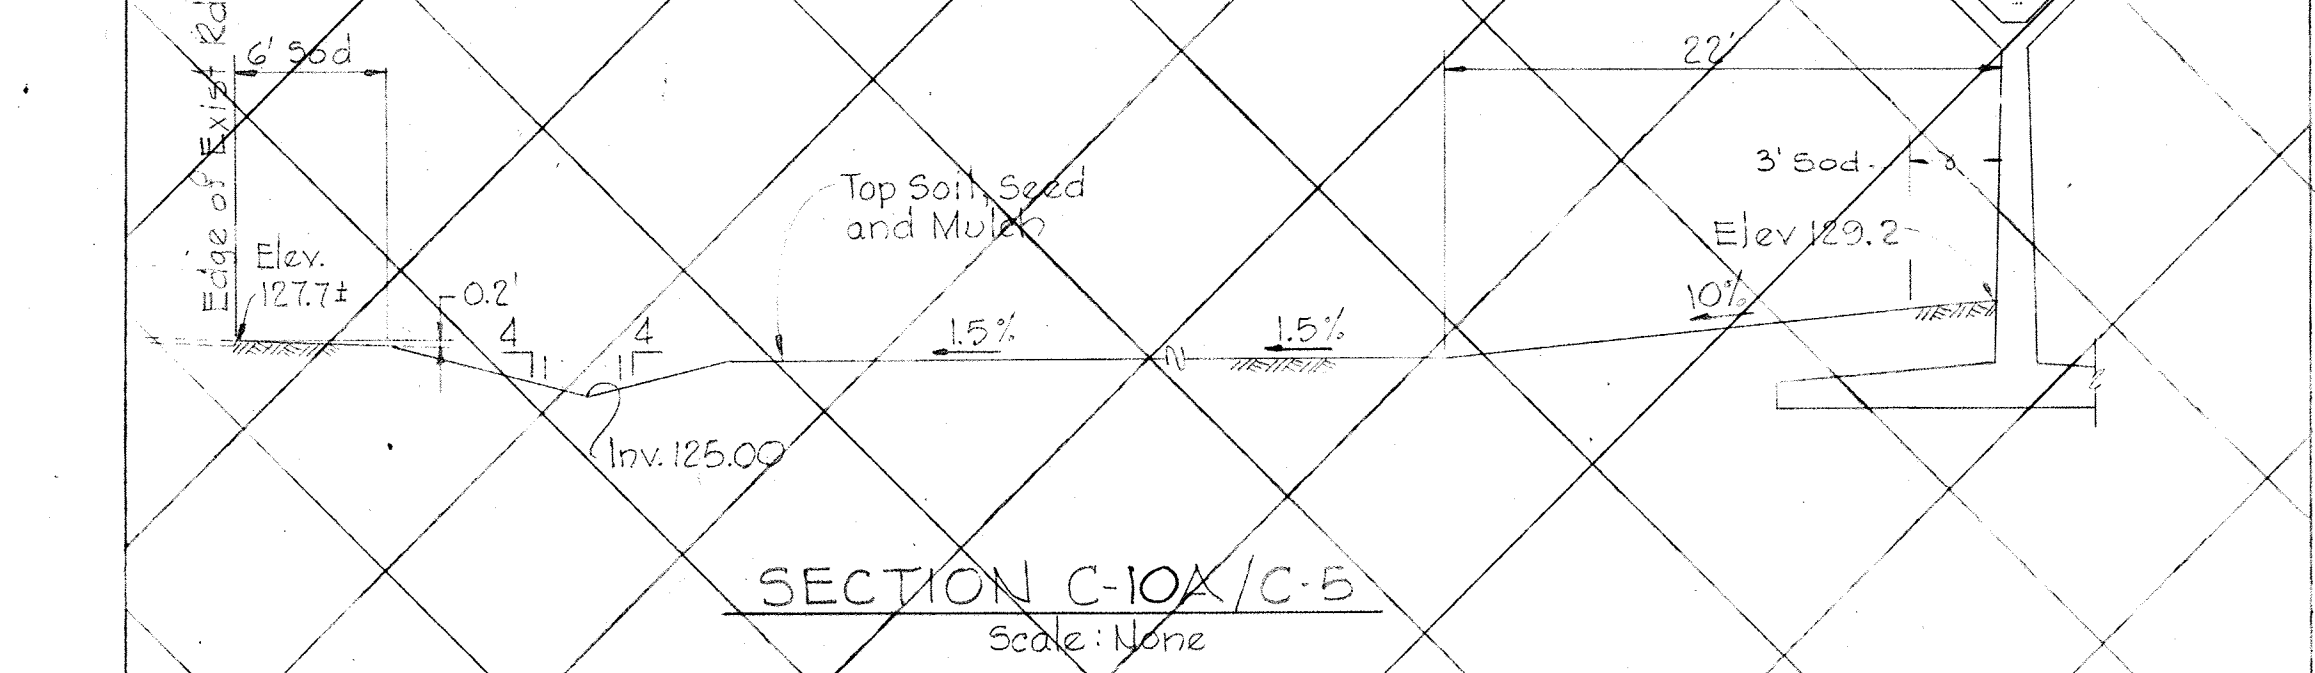 Edge of Exist Rd
6' Sod
22'
3' Sod
Top Soil, Seed
and Mulch
Elev 129.2
Elev.
127.7±
0.2'
4
1
4
1
1.5%
1.5%
10%
Inv. 125.00
SECTION C-10A/C-5
Scale: None